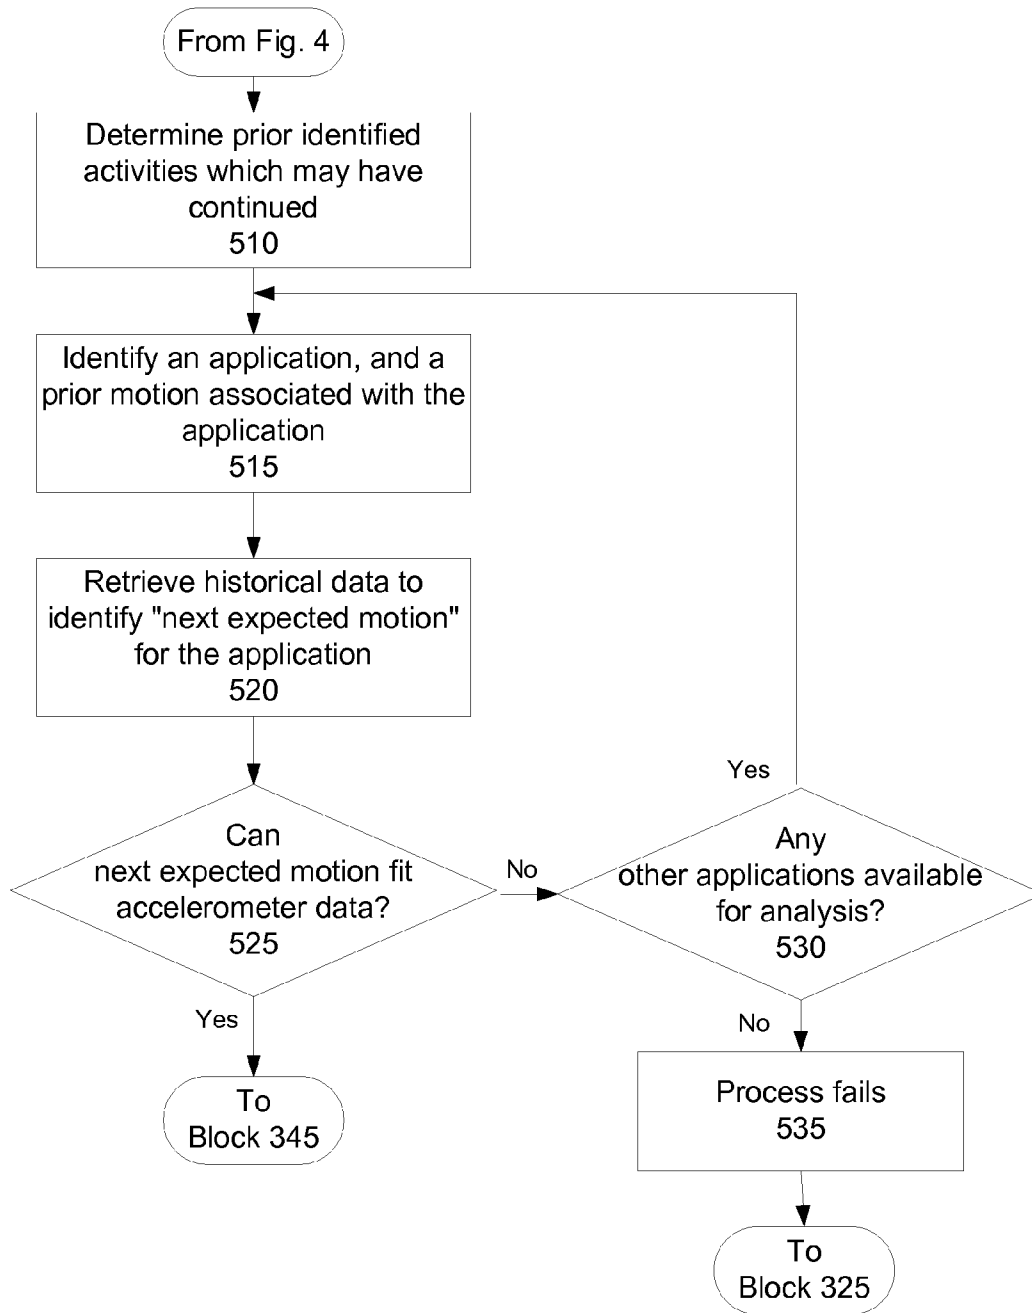 From Fig. 4
Determine prior identified
activities which may have
continued
510
Identify an application, and a
prior motion associated with the
application
515
Retrieve historical data to
identify "next expected motion"
for the application
520
Can
next expected motion fit
accelerometer data?
525
No
Yes
To
Block 345
Yes
Any
other applications available
for analysis?
530
No
Process fails
535
To
Block 325